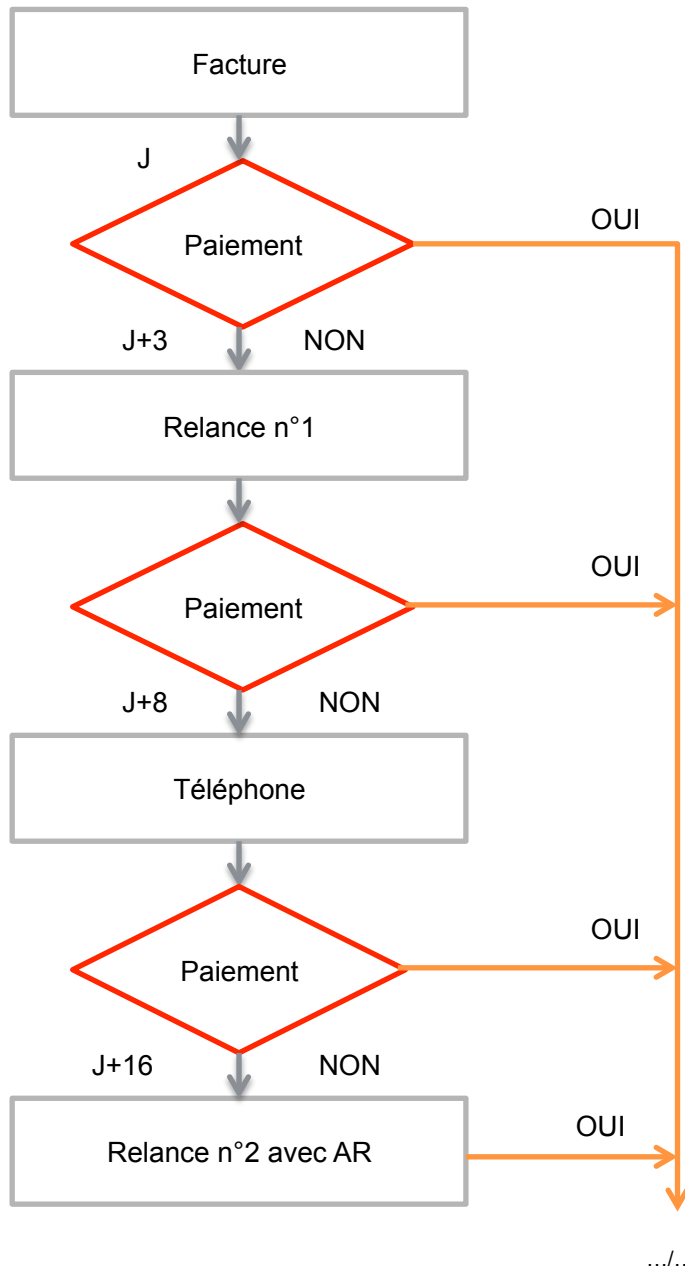 Facture
J
OUI
Paiement
J+3 NON
Relance n°1
OUI
Paiement
J+8 NON
Téléphone
OUI
Paiement
J+16 NON
OUI
Relance n°2 avec AR
.../..